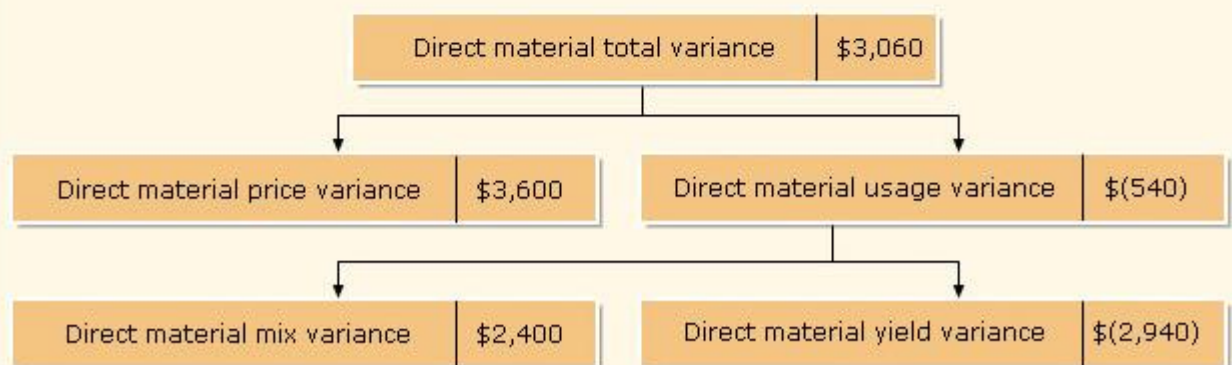 Direct material total variance $3,060
Direct material price variance $3,600
Direct material usage variance $(540)
Direct material mix variance $2,400
Direct material yield variance $(2,940)